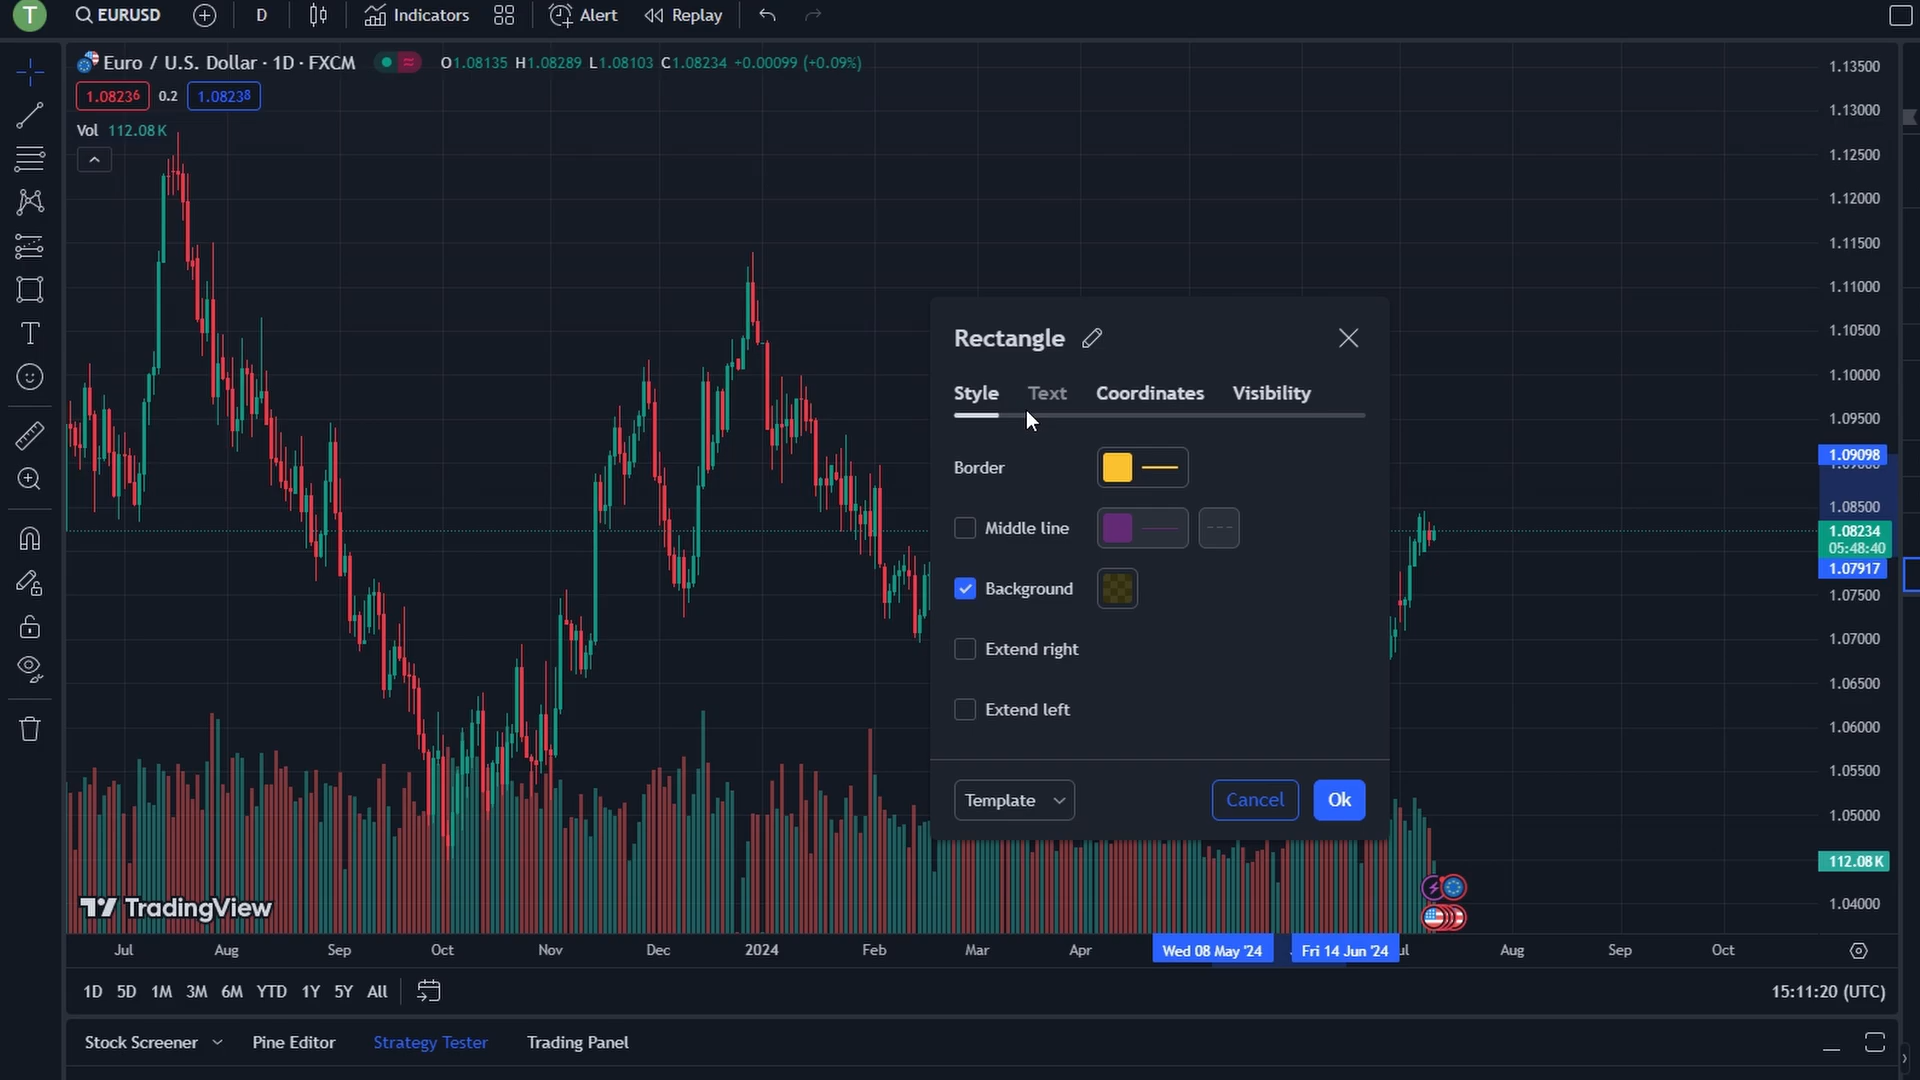 T EURUSD D Indicators Alert Replay
Euro / U.S. Dollar · 1D · FXCM O1.08135 H1.08289 L1.08103 C1.08234 +0.00099 (+0.09%)
1.08236 0.2 1.08238
Vol 112.08K
1.13500
1.13000
1.12500
1.12000
1.11500
1.11000
1.10500
1.10000
1.09500
1.09098
1.08500
1.08234
05:48:40
1.07917
1.07500
1.07000
1.06500
1.06000
1.05500
1.05000
112.08K
1.04000
Rectangle
Style Text Coordinates Visibility
Border
Middle line
Background
Extend right
Extend left
Template Cancel Ok
TradingView
Jul Aug Sep Oct Nov Dec 2024 Feb Mar Apr Wed 08 May '24 Fri 14 Jun '24 ul Aug Sep Oct
1D 5D 1M 3M 6M YTD 1Y 5Y All 15:11:20 (UTC)
Stock Screener Pine Editor Strategy Tester Trading Panel